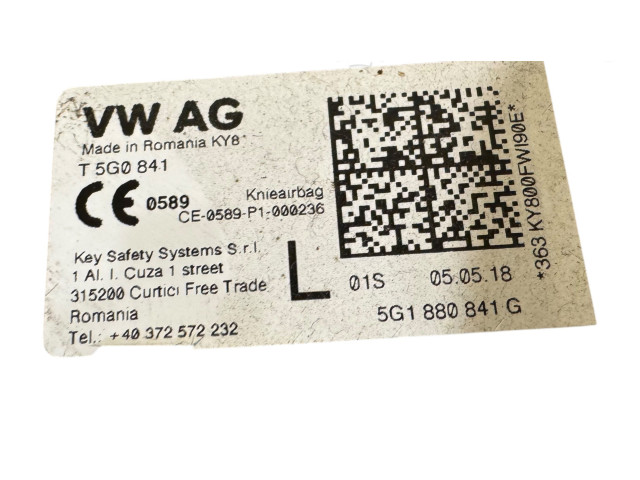 VW AG
Made in Romania KY8
T 5G0 841
CE 0589
Knieairbag
CE-0589-P1-000236
Key Safety Systems S.r.l.
1 Al. I. Cuza 1 street
315200 Curtici Free Trade
Romania
Tel.: +40 372 572 232
L
01S 05.05.18
5G1 880 841 G
*363 KY800FWI90E*